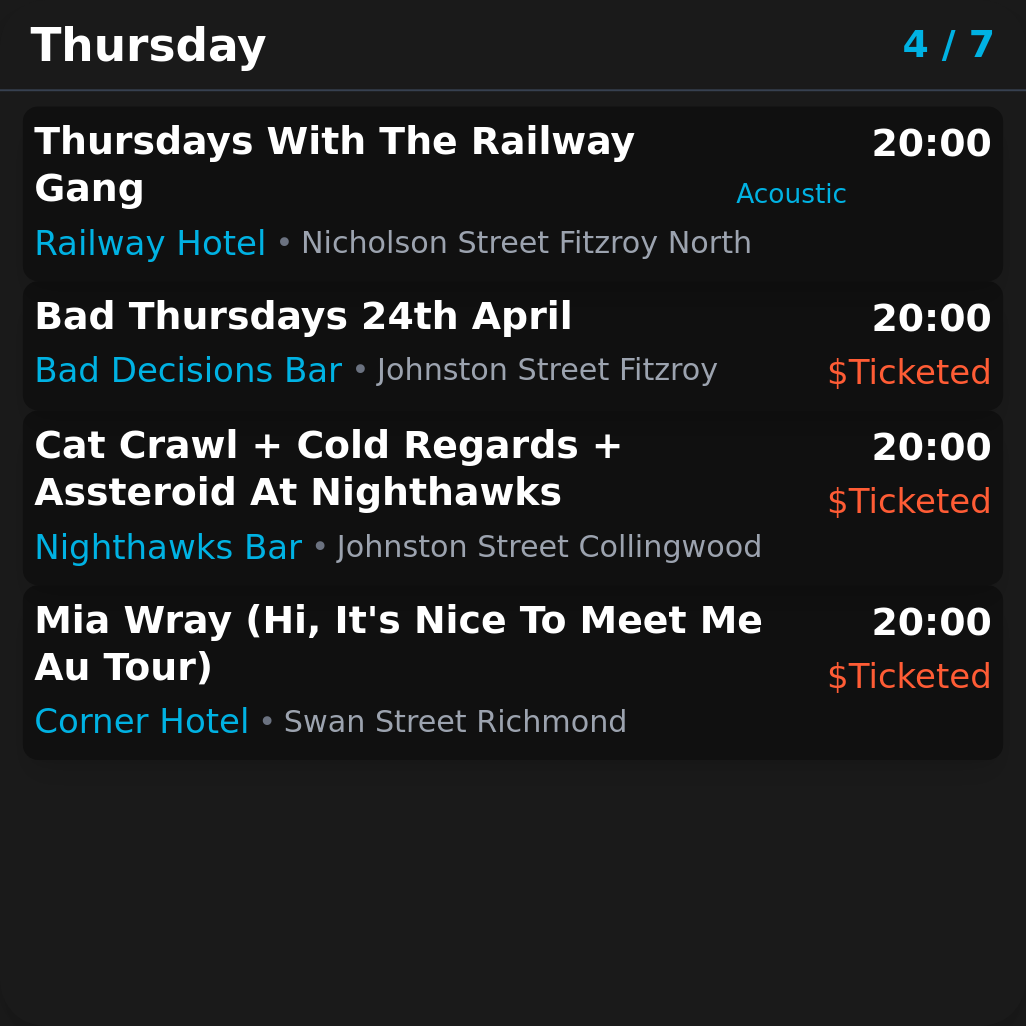 Thursday
4 / 7
Thursdays With The Railway
Gang
20:00
Acoustic
Railway Hotel • Nicholson Street Fitzroy North
Bad Thursdays 24th April
20:00
Bad Decisions Bar • Johnston Street Fitzroy
$Ticketed
Cat Crawl + Cold Regards +
Assteroid At Nighthawks
20:00
$Ticketed
Nighthawks Bar • Johnston Street Collingwood
Mia Wray (Hi, It's Nice To Meet Me
Au Tour)
20:00
$Ticketed
Corner Hotel • Swan Street Richmond